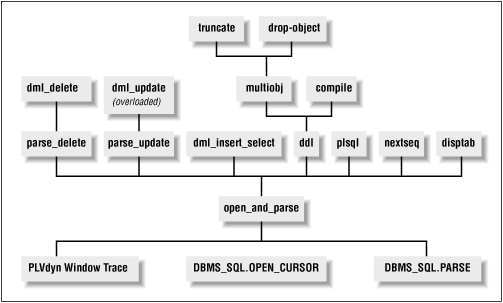 truncate
drop-object
dml_delete
dml_update
(overloaded)
multiobj
compile
parse_delete
parse_update
dml_insert_select
ddl
plsql
nextseq
disptab
open_and_parse
PLVdyn Window Trace
DBMS_SQL.OPEN_CURSOR
DBMS_SQL.PARSE